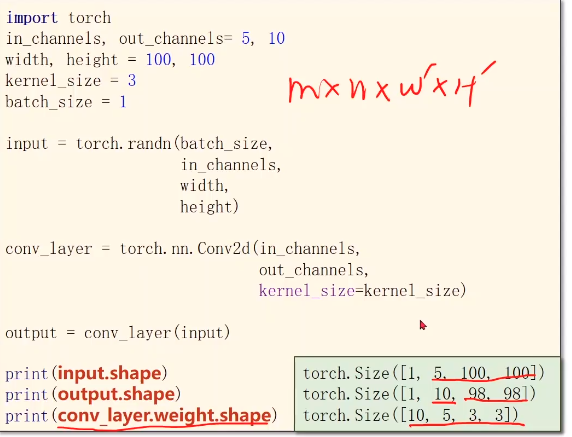 import torch
in_channels, out_channels= 5, 10
width, height = 100, 100
kernel_size = 3
batch_size = 1
m×n×w′×H′
input = torch.randn(batch_size,
in_channels,
width,
height)
conv_layer = torch.nn.Conv2d(in_channels,
out_channels,
kernel_size=kernel_size)
output = conv_layer(input)
print(input.shape)
print(output.shape)
print(conv_layer.weight.shape)
torch.Size([1, 5, 100, 100])
torch.Size([1, 10, 98, 98])
torch.Size([10, 5, 3, 3])